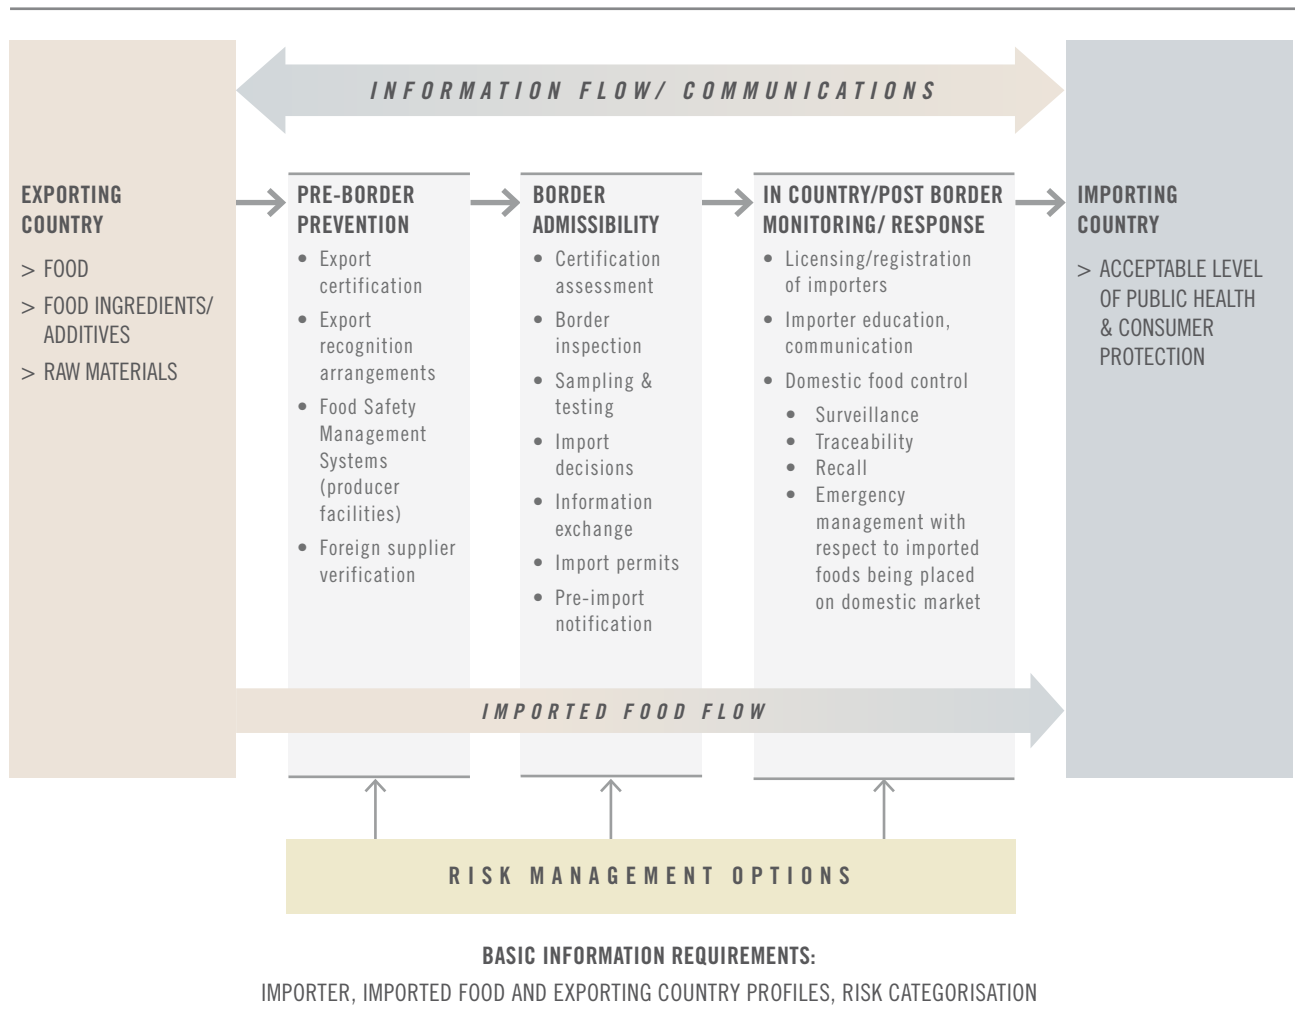 INFORMATION FLOW/ COMMUNICATIONS
EXPORTING
COUNTRY
> FOOD
> FOOD INGREDIENTS/
ADDITIVES
> RAW MATERIALS
PRE-BORDER
PREVENTION
• Export
certification
• Export
recognition
arrangements
• Food Safety
Management
Systems
(producer
facilities)
• Foreign supplier
verification
BORDER
ADMISSIBILITY
• Certification
assessment
• Border
inspection
• Sampling &
testing
• Import
decisions
• Information
exchange
• Import permits
• Pre-import
notification
IN COUNTRY/POST BORDER
MONITORING/ RESPONSE
• Licensing/registration
of importers
• Importer education,
communication
• Domestic food control
• Surveillance
• Traceability
• Recall
• Emergency
management with
respect to imported
foods being placed
on domestic market
IMPORTING
COUNTRY
> ACCEPTABLE LEVEL
OF PUBLIC HEALTH
& CONSUMER
PROTECTION
IMPORTED FOOD FLOW
RISK MANAGEMENT OPTIONS
BASIC INFORMATION REQUIREMENTS:
IMPORTER, IMPORTED FOOD AND EXPORTING COUNTRY PROFILES, RISK CATEGORISATION